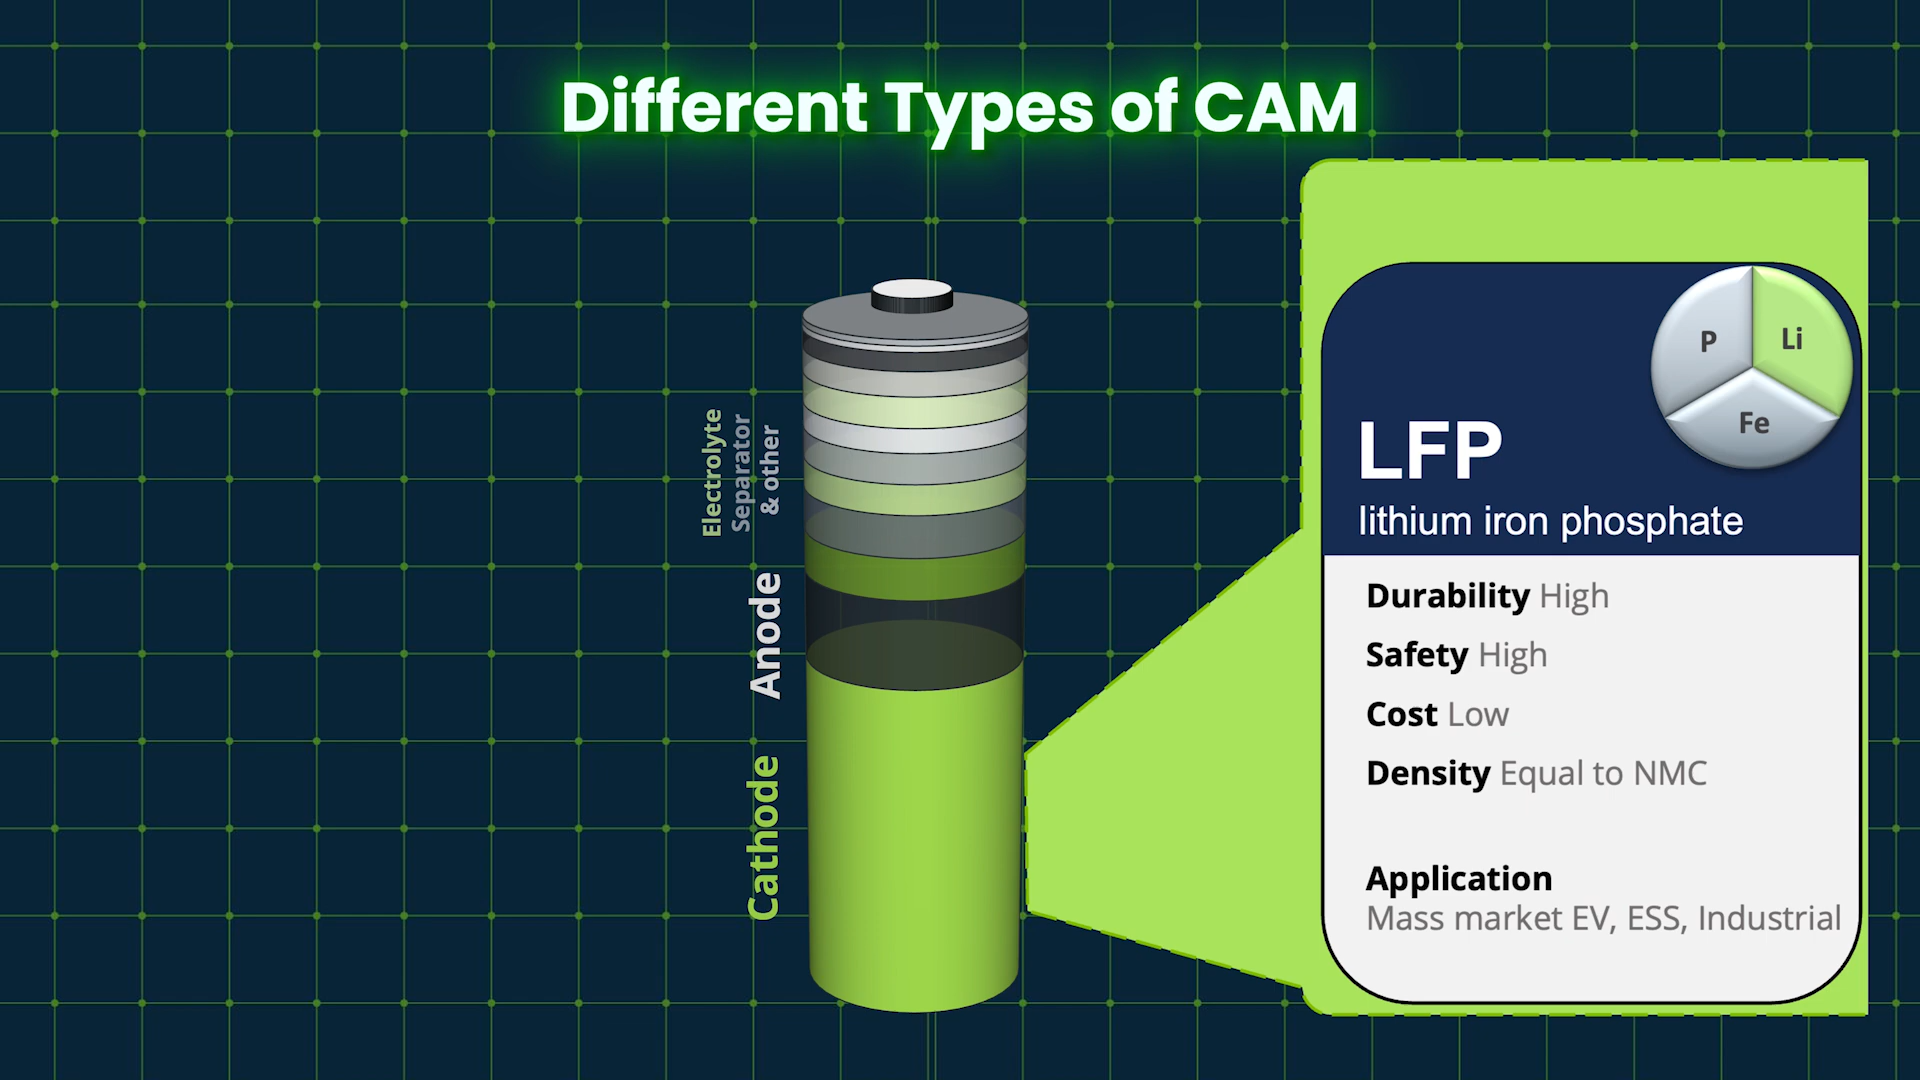 Different Types of CAM
Electrolyte
Separator
& other
Anode
Cathode
P
Li
Fe
LFP
lithium iron phosphate
Durability High
Safety High
Cost Low
Density Equal to NMC
Application
Mass market EV, ESS, Industrial